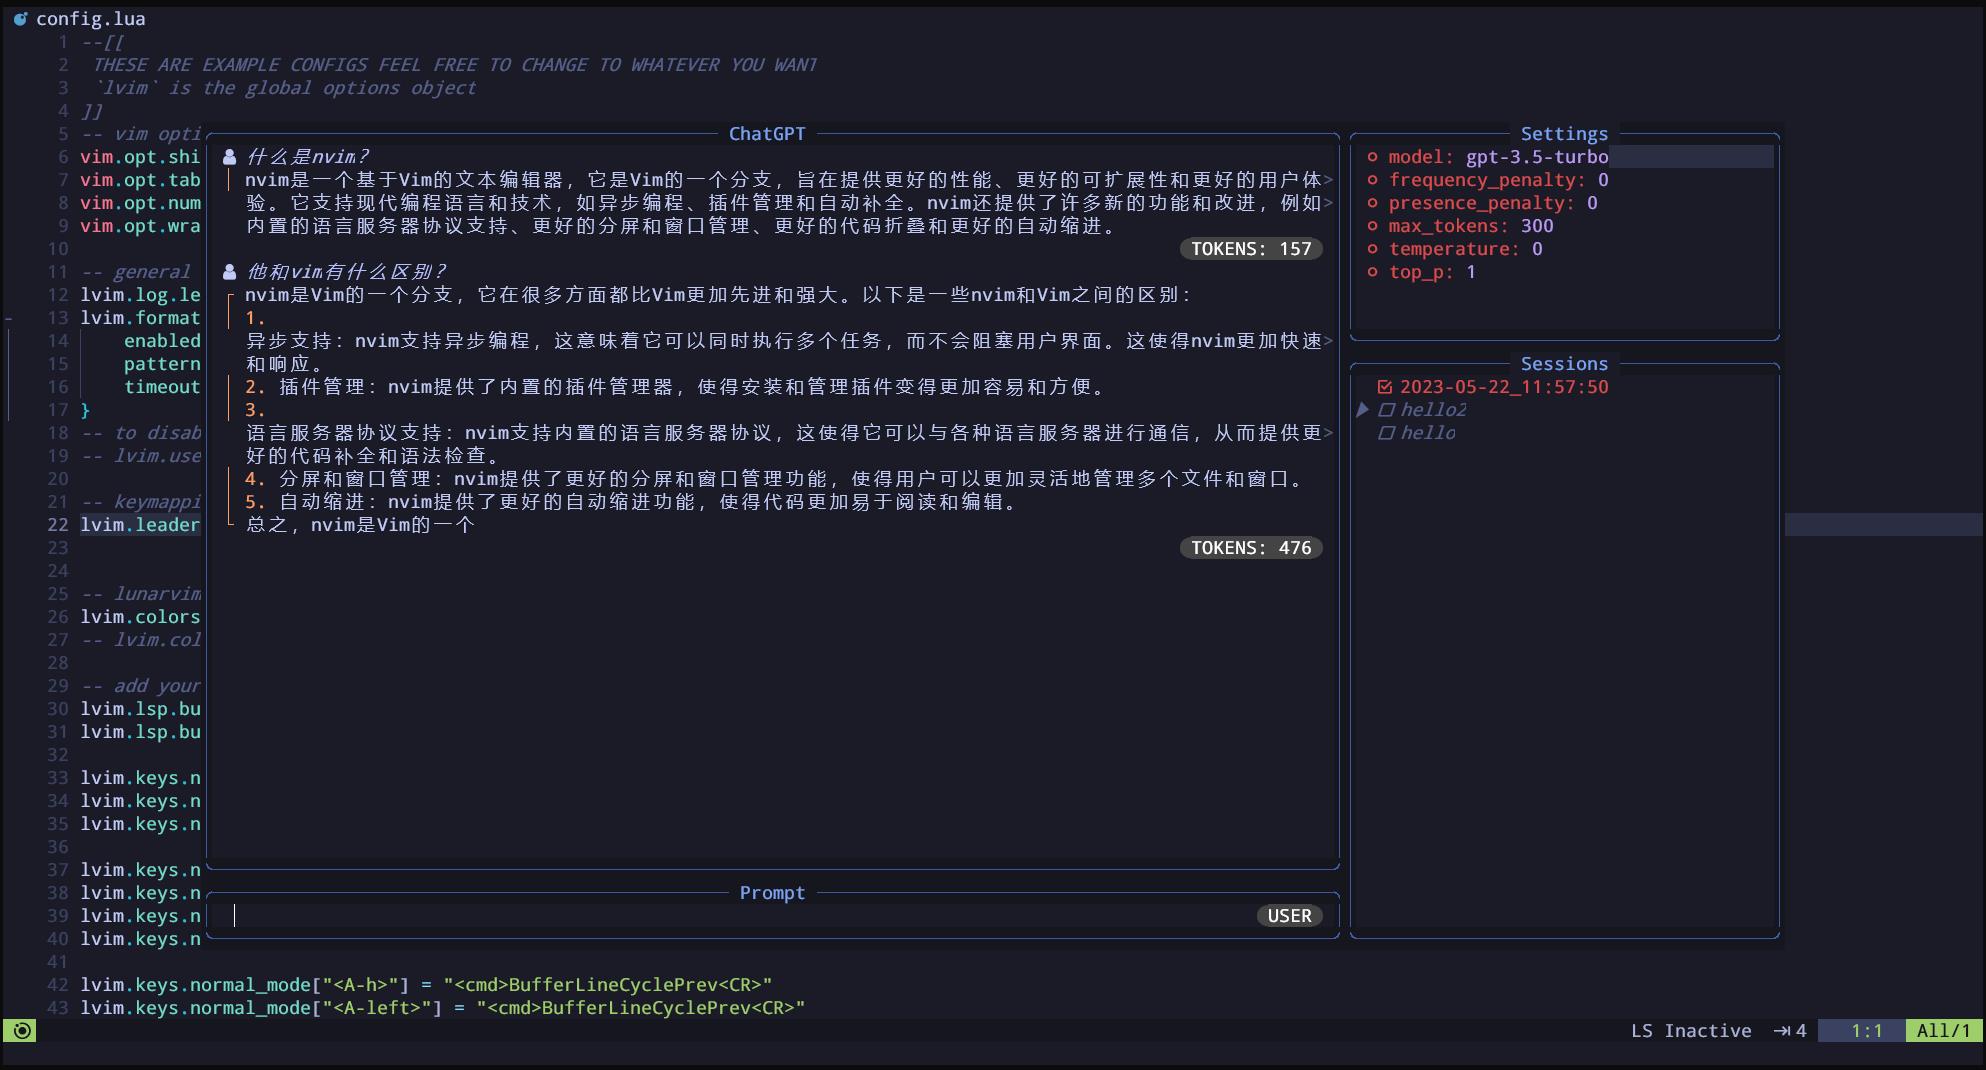 config.lua
1 --[[
2 THESE ARE EXAMPLE CONFIGS FEEL FREE TO CHANGE TO WHATEVER YOU WANT
3 `lvim` is the global options object
4 ]]
5 -- vim opti
6 vim.opt.shi
7 vim.opt.tab
8 vim.opt.num
9 vim.opt.wra
10
11 -- general
12 lvim.log.le
13 lvim.format
14 enabled
15 pattern
16 timeout
17 }
18 -- to disab
19 -- lvim.use
20
21 -- keymappi
22 lvim.leader
23
24
25 -- lunarvim
26 lvim.colors
27 -- lvim.col
28
29 -- add your
30 lvim.lsp.bu
31 lvim.lsp.bu
32
33 lvim.keys.n
34 lvim.keys.n
35 lvim.keys.n
36
37 lvim.keys.n
38 lvim.keys.n
39 lvim.keys.n
40 lvim.keys.n
41
42 lvim.keys.normal_mode["<A-h>"] = "<cmd>BufferLineCyclePrev<CR>"
43 lvim.keys.normal_mode["<A-left>"] = "<cmd>BufferLineCyclePrev<CR>"
ChatGPT
什么是nvim?
nvim是一个基于Vim的文本编辑器，它是Vim的一个分支，旨在提供更好的性能、更好的可扩展性和更好的用户体>
验。它支持现代编程语言和技术，如异步编程、插件管理和自动补全。nvim还提供了许多新的功能和改进，例如>
内置的语言服务器协议支持、更好的分屏和窗口管理、更好的代码折叠和更好的自动缩进。
TOKENS: 157
他和vim有什么区别?
nvim是Vim的一个分支，它在很多方面都比Vim更加先进和强大。以下是一些nvim和Vim之间的区别：
1.
异步支持：nvim支持异步编程，这意味着它可以同时执行多个任务，而不会阻塞用户界面。这使得nvim更加快速>
和响应。
2. 插件管理：nvim提供了内置的插件管理器，使得安装和管理插件变得更加容易和方便。
3.
语言服务器协议支持：nvim支持内置的语言服务器协议，这使得它可以与各种语言服务器进行通信，从而提供更>
好的代码补全和语法检查。
4. 分屏和窗口管理：nvim提供了更好的分屏和窗口管理功能，使得用户可以更加灵活地管理多个文件和窗口。
5. 自动缩进：nvim提供了更好的自动缩进功能，使得代码更加易于阅读和编辑。
总之，nvim是Vim的一个
TOKENS: 476
Prompt
USER
Settings
model: gpt-3.5-turbo
frequency_penalty: 0
presence_penalty: 0
max_tokens: 300
temperature: 0
top_p: 1
Sessions
2023-05-22_11:57:50
hello2
hello
LS Inactive 4 1:1 All/1